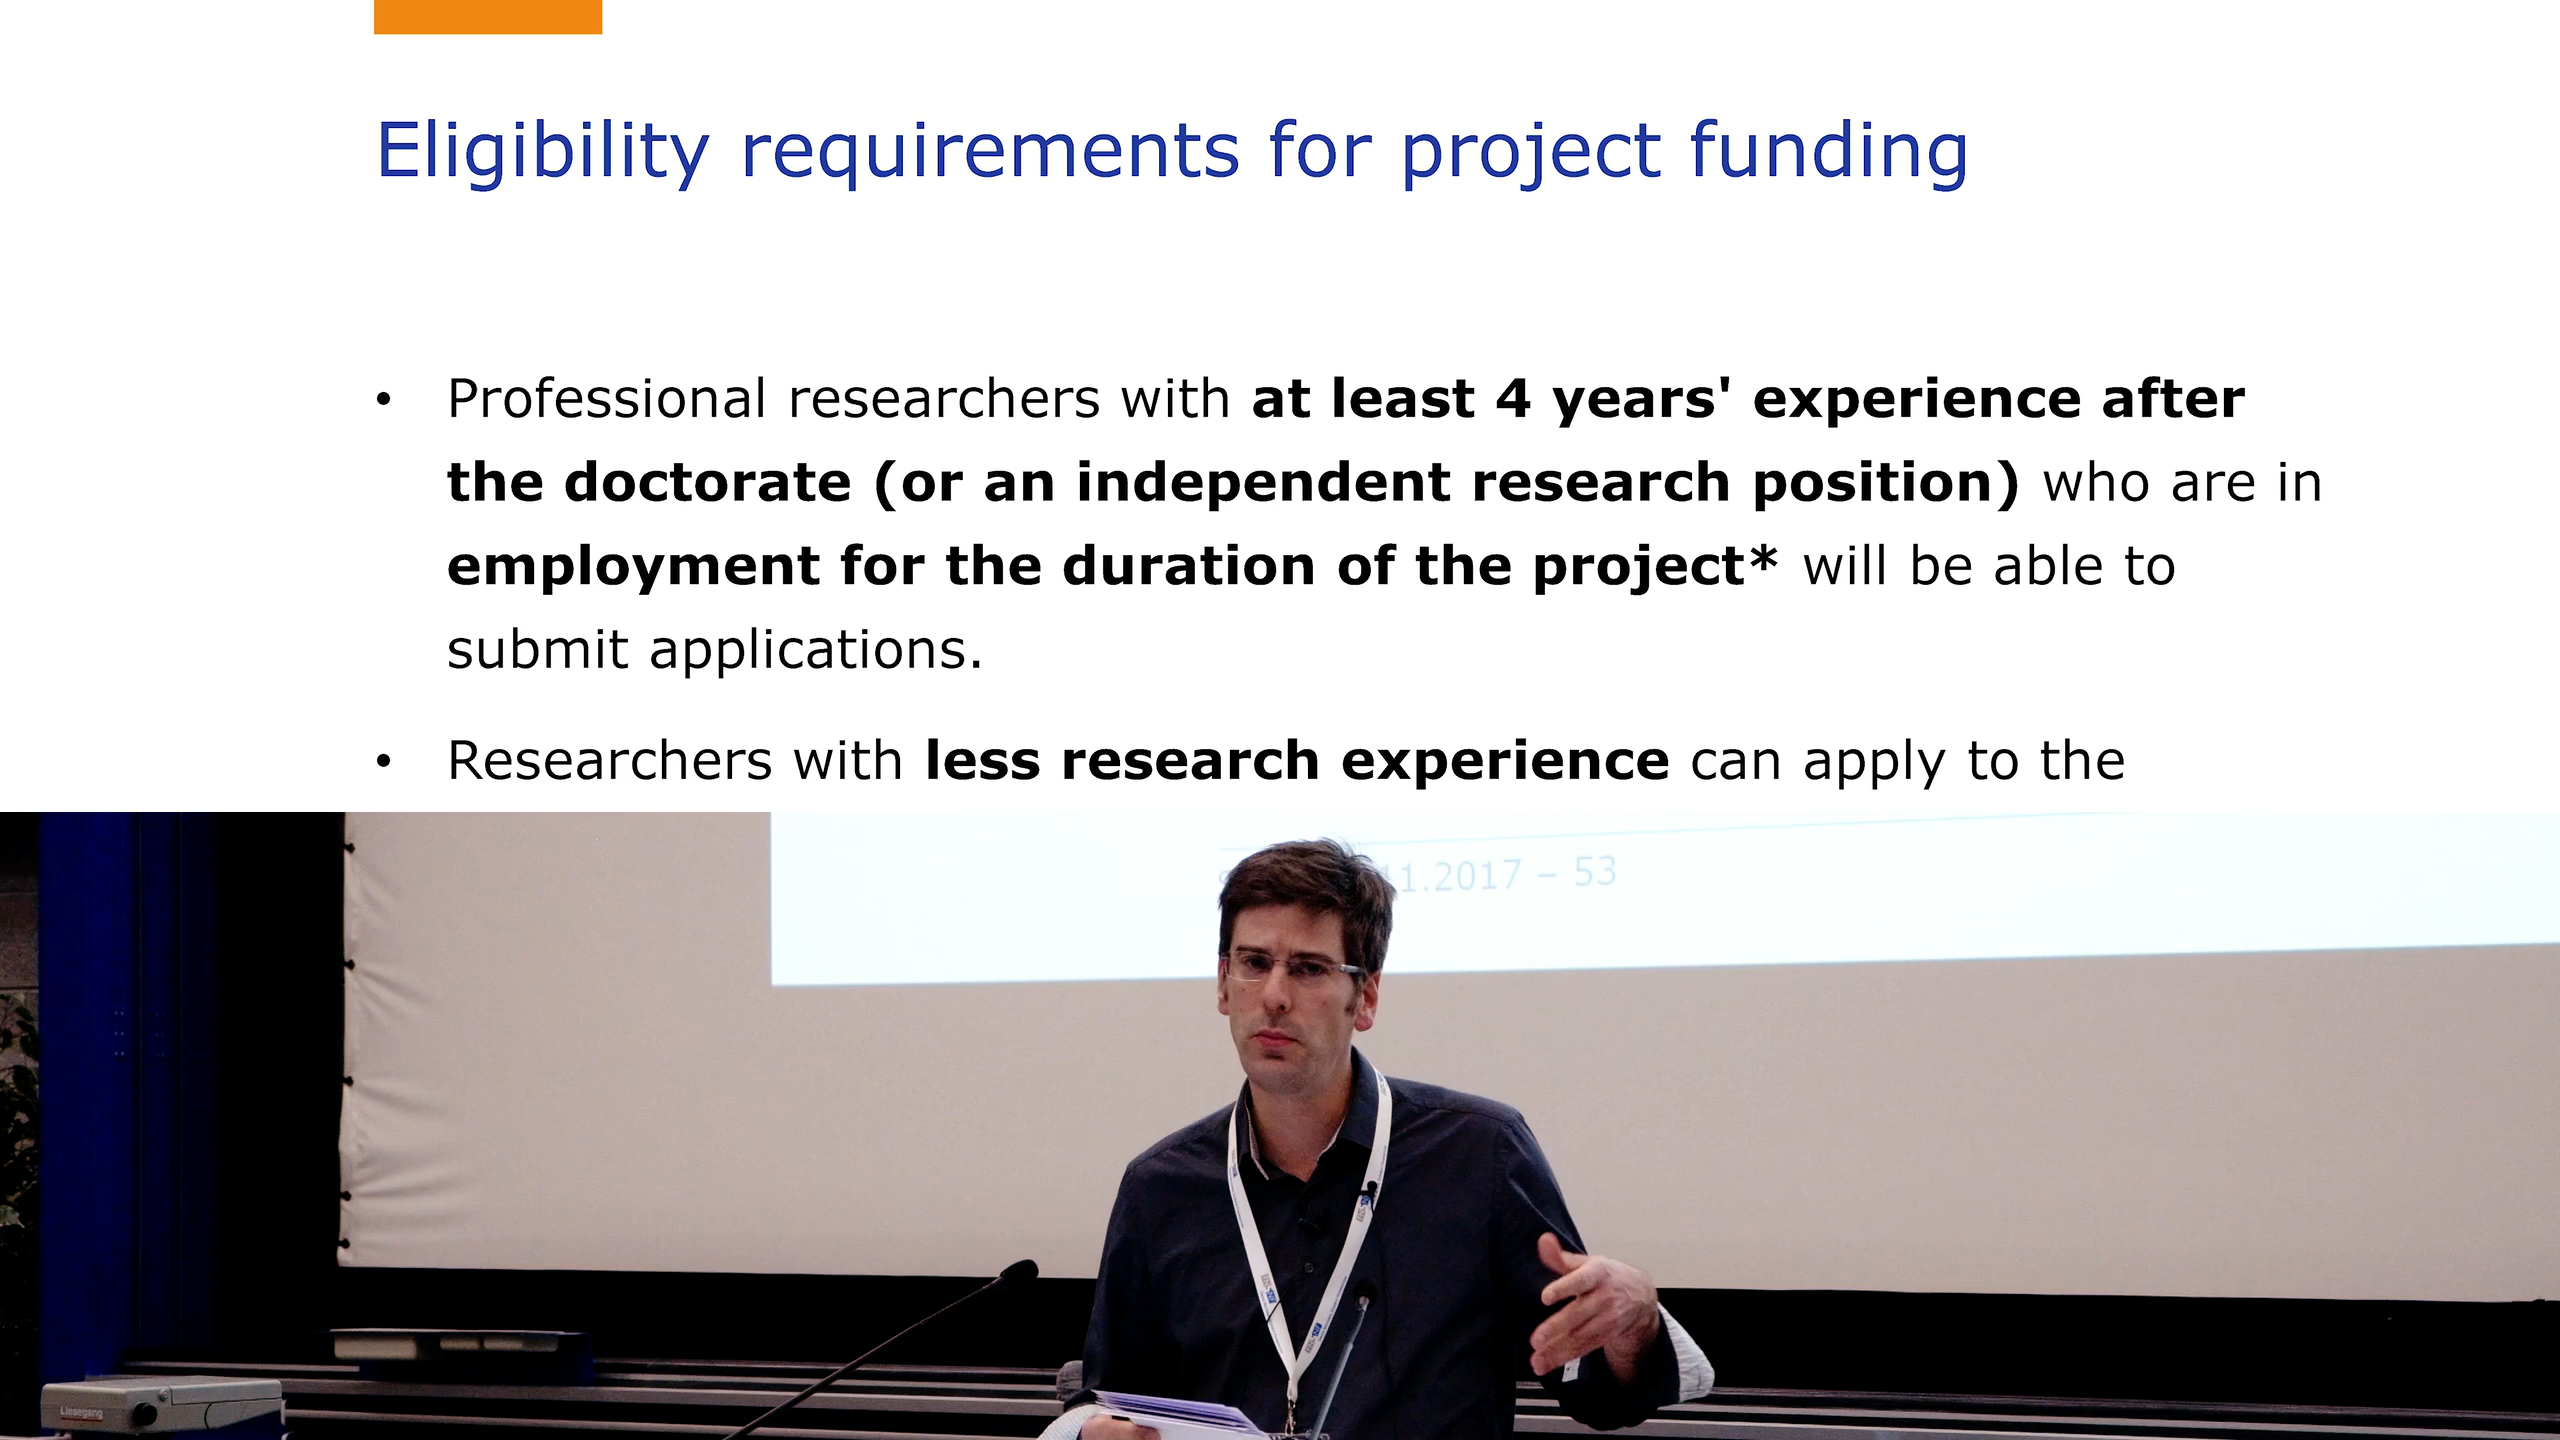 Eligibility requirements for project funding
• Professional researchers with at least 4 years' experience after
the doctorate (or an independent research position) who are in
employment for the duration of the project* will be able to
submit applications.
• Researchers with less research experience can apply to the
11.2017 – 53
Liesegang